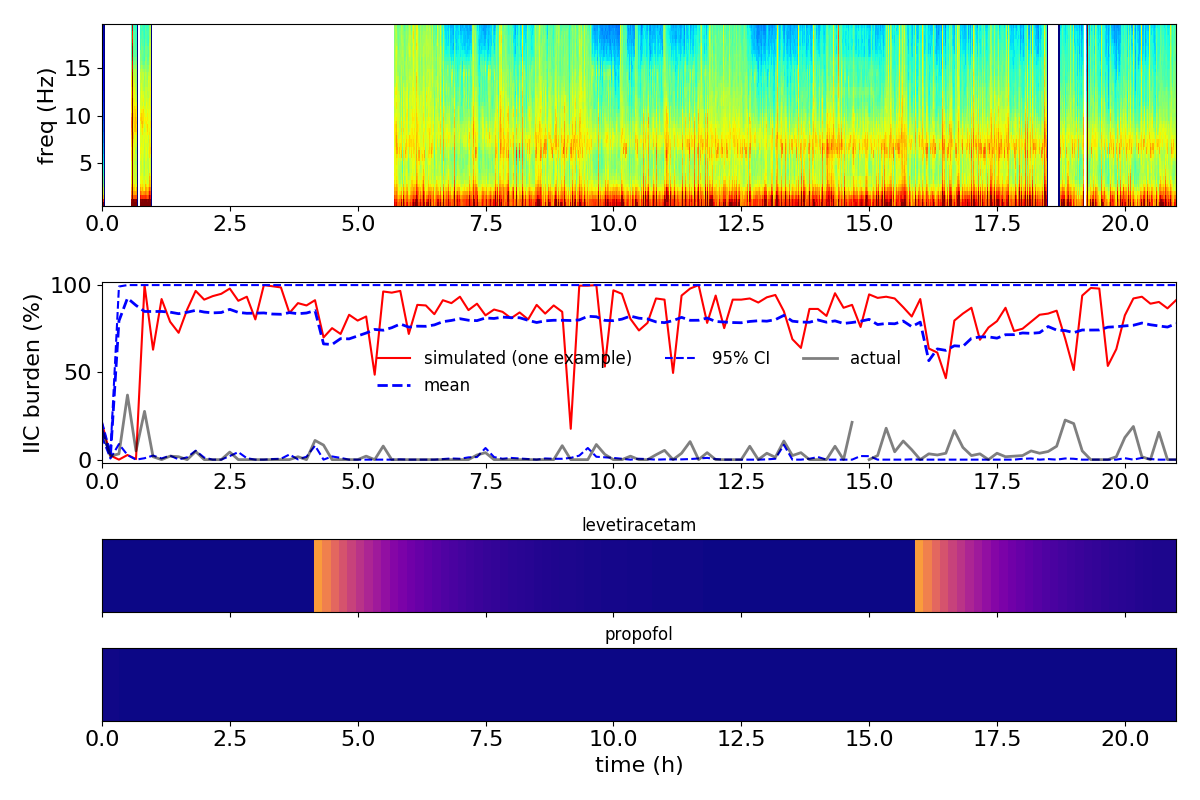 freq (Hz)
15
10
5
0.0 2.5 5.0 7.5 10.0 12.5 15.0 17.5 20.0
IIC burden (%)
100
50
0
simulated (one example) 95% CI actual
mean
0.0 2.5 5.0 7.5 10.0 12.5 15.0 17.5 20.0
levetiracetam
propofol
0.0 2.5 5.0 7.5 10.0 12.5 15.0 17.5 20.0
time (h)